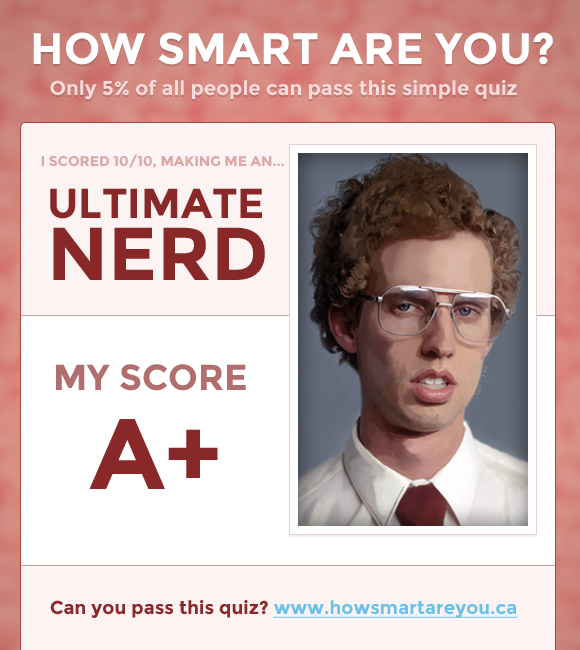 HOW SMART ARE YOU?
Only 5% of all people can pass this simple quiz
I SCORED 10/10, MAKING ME AN...
ULTIMATE
NERD
MY SCORE
A+
Can you pass this quiz? www.howsmartareyou.ca